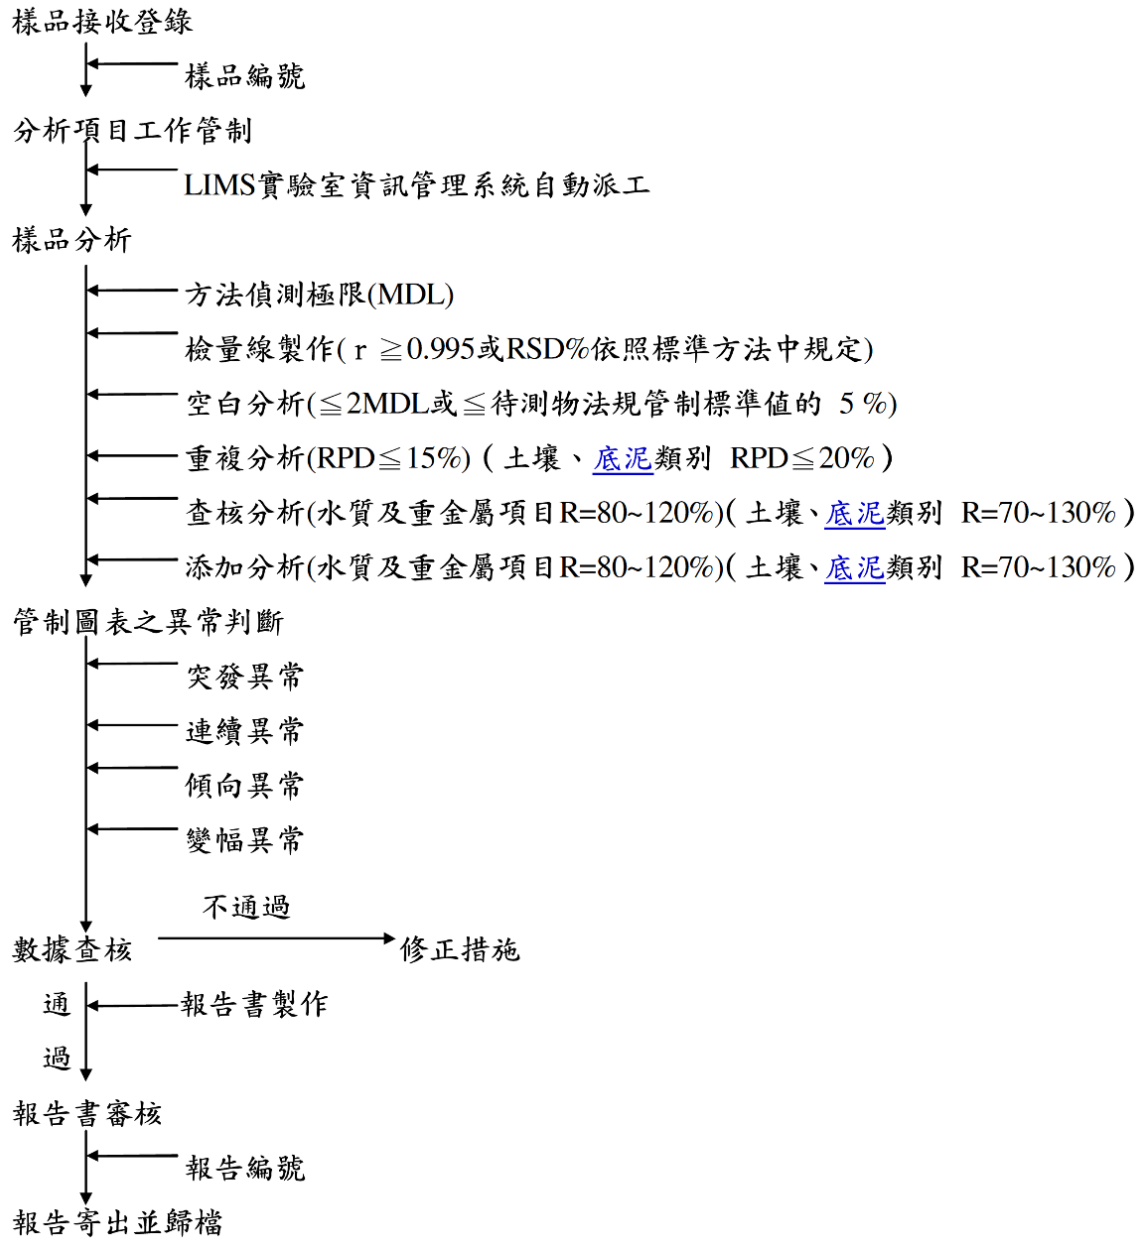 樣品接收登錄
樣品編號
分析項目工作管制
LIMS實驗室資訊管理系統自動派工
樣品分析
方法偵測極限(MDL)
檢量線製作( r ≧0.995或RSD%依照標準方法中規定)
空白分析(≦2MDL或≦待測物法規管制標準值的 5 %)
重複分析(RPD≦15%) ( 土壤、底泥類別 RPD≦20% )
查核分析(水質及重金屬項目R=80~120%)( 土壤、底泥類別 R=70~130% )
添加分析(水質及重金屬項目R=80~120%)( 土壤、底泥類別 R=70~130% )
管制圖表之異常判斷
突發異常
連續異常
傾向異常
變幅異常
不通過
數據查核 修正措施
通 報告書製作
過
報告書審核
報告編號
報告寄出並歸檔